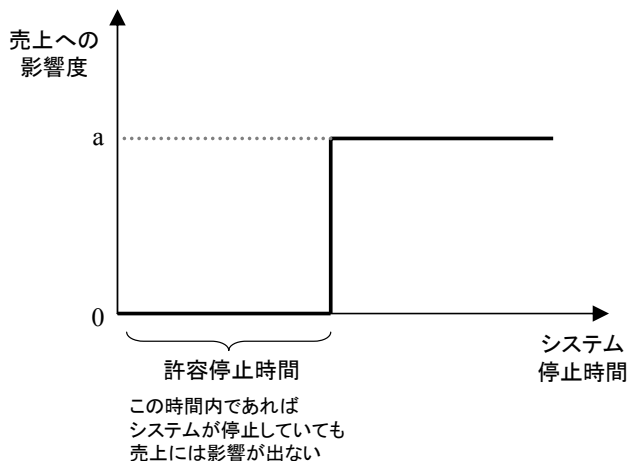 売上への
影響度
a
0
システム
停止時間
許容停止時間
この時間内であれば
システムが停止していても
売上には影響が出ない